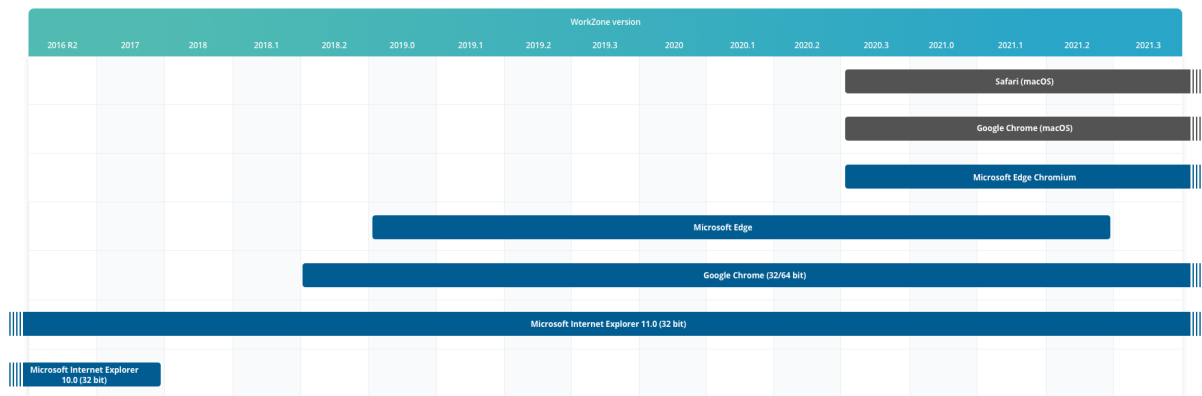 WorkZone version
2016 R2 2017 2018 2018.1 2018.2 2019.0 2019.1 2019.2 2019.3 2020 2020.1 2020.2 2020.3 2021.0 2021.1 2021.2 2021.3
Safari (macOS)
Google Chrome (macOS)
Microsoft Edge Chromium
Microsoft Edge
Google Chrome (32/64 bit)
Microsoft Internet Explorer 11.0 (32 bit)
Microsoft Internet Explorer
10.0 (32 bit)